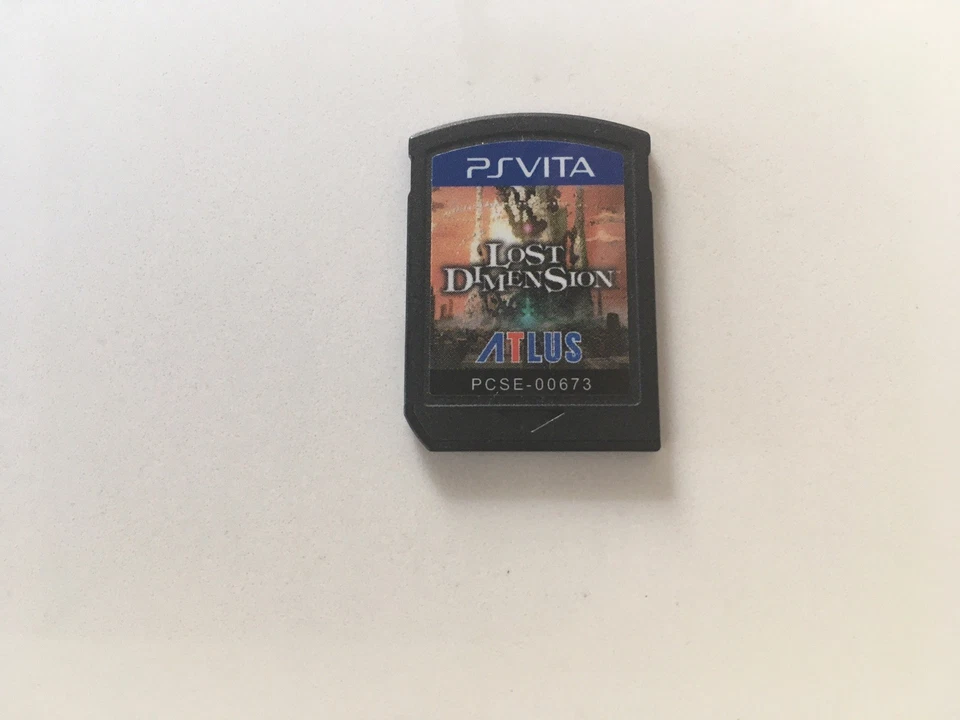 PSVITA
LOST
DIMENSION
ATLUS
PCSE-00673